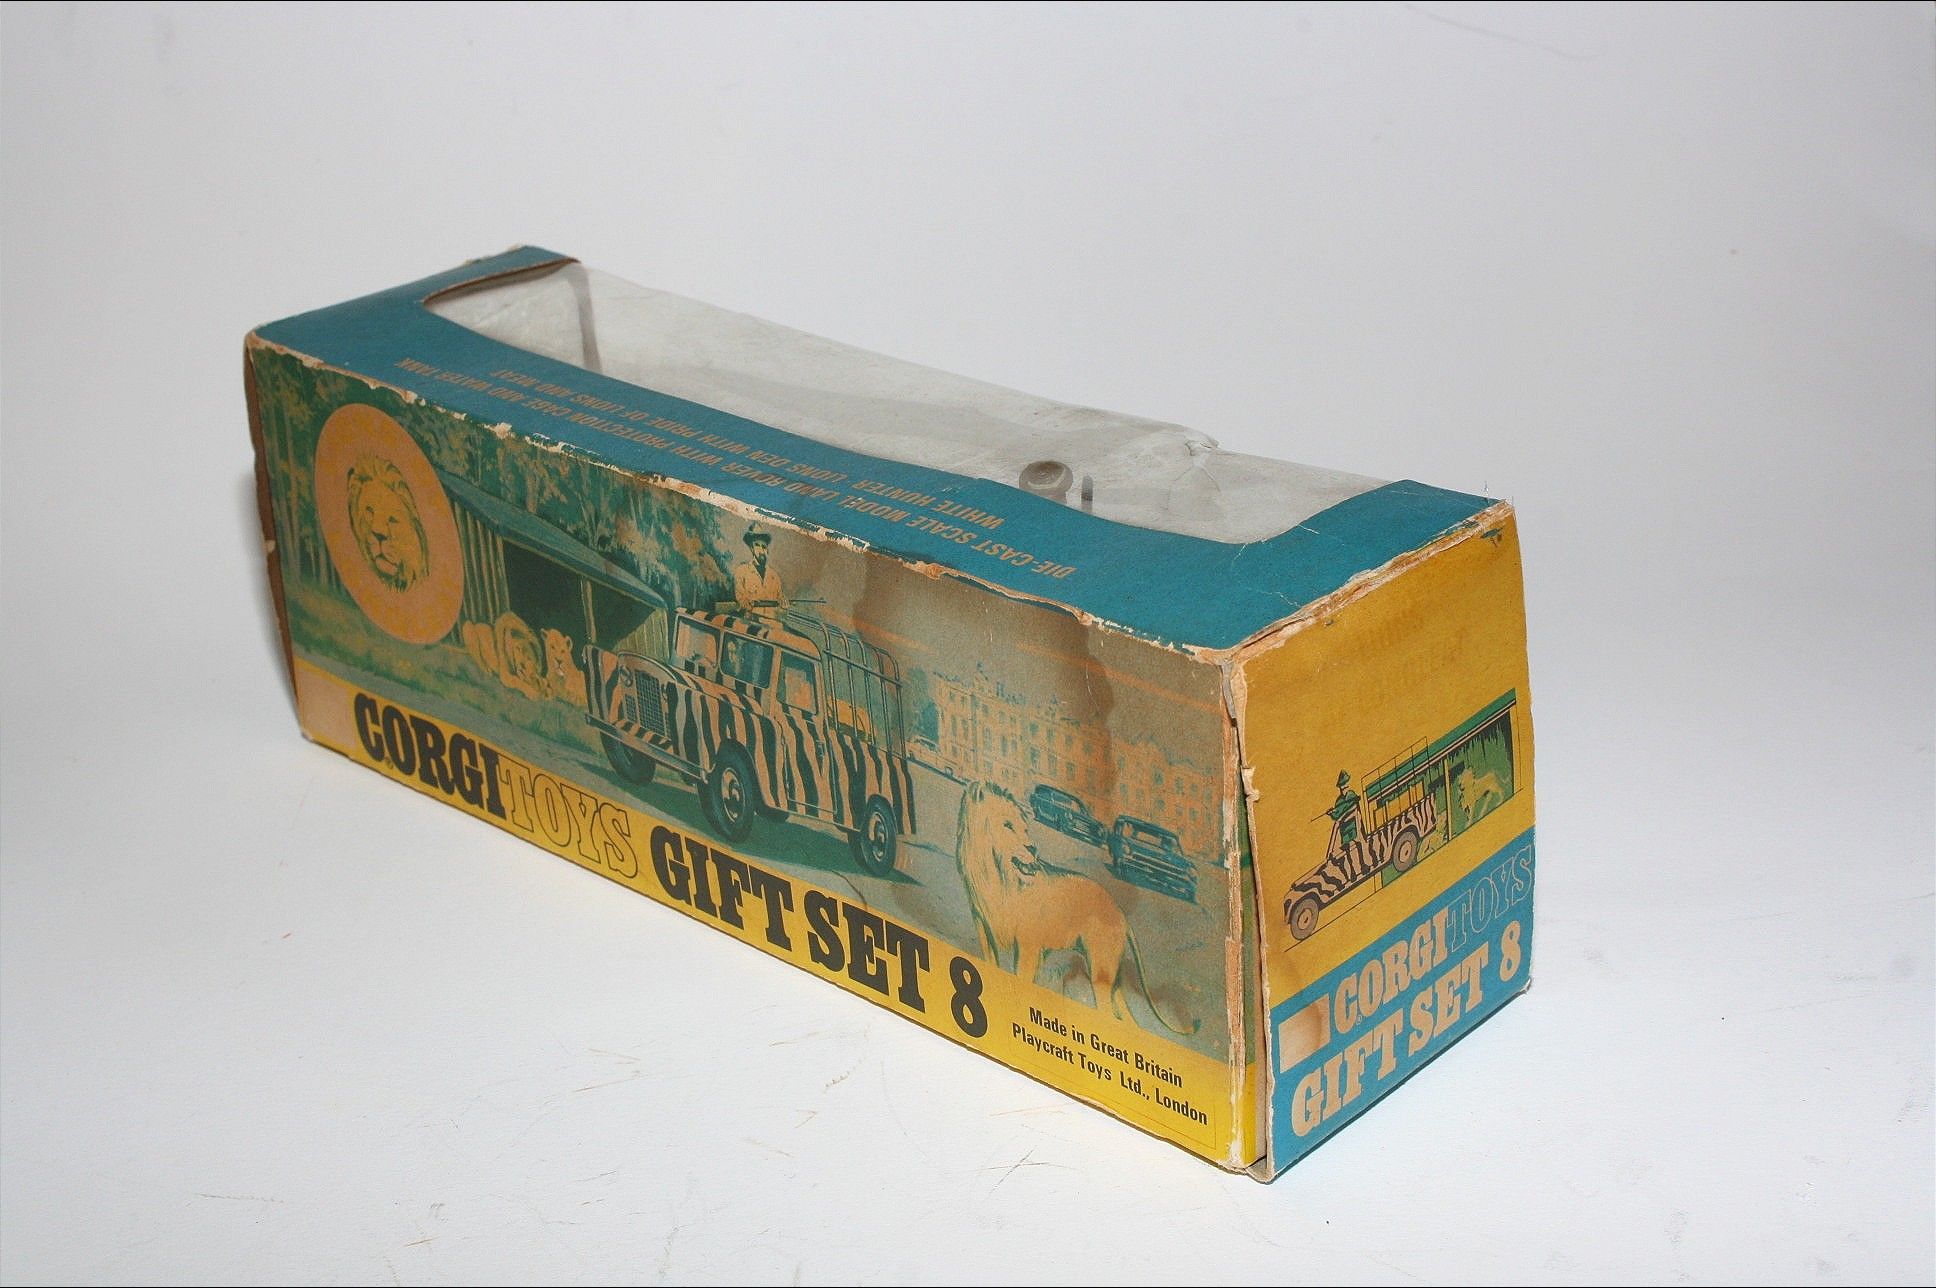 DIE-CAST SCALE MODEL LAND ROVER WITH PROTECTION CAGE AND WATER TANK
WHITE HUNTER LIONS DEN WITH PRIDE OF LIONS AND MEAT
CORGI TOYS GIFT SET 8
Made in Great Britain
Playcraft Toys Ltd., London
CORGI TOYS
GIFT SET 8